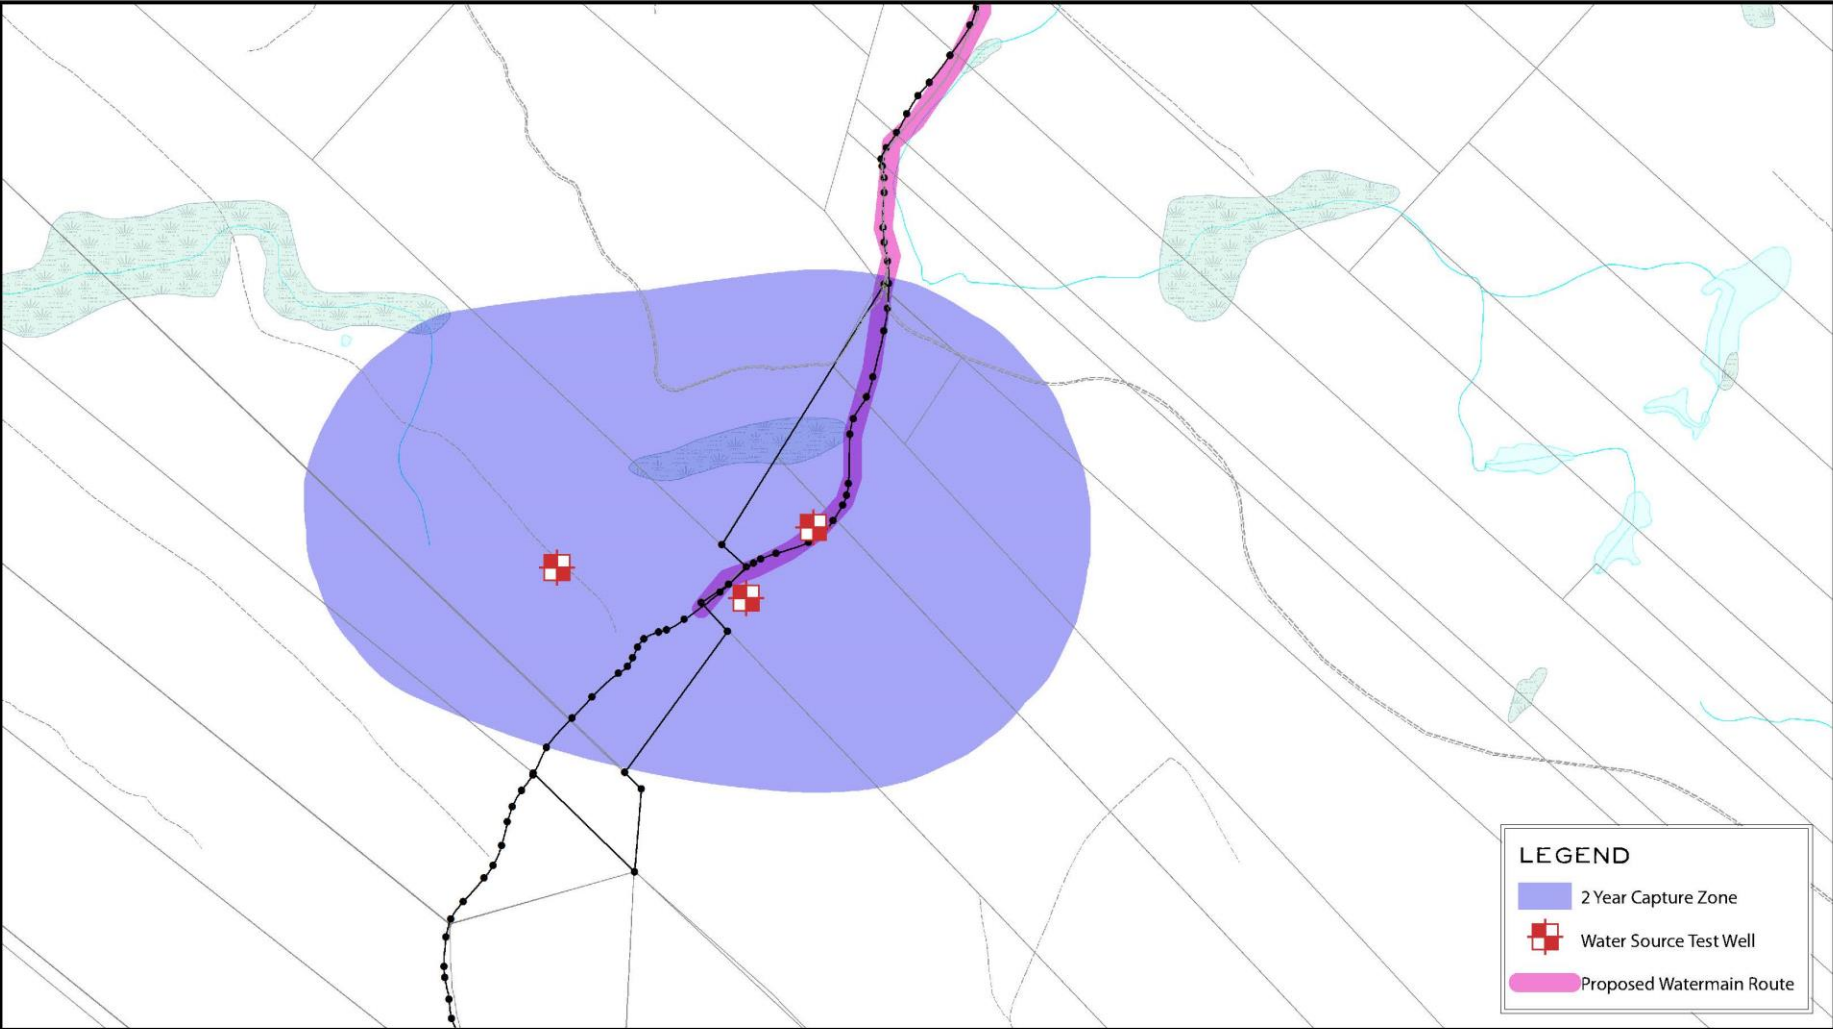 LEGEND
2 Year Capture Zone
Water Source Test Well
Proposed Watermain Route